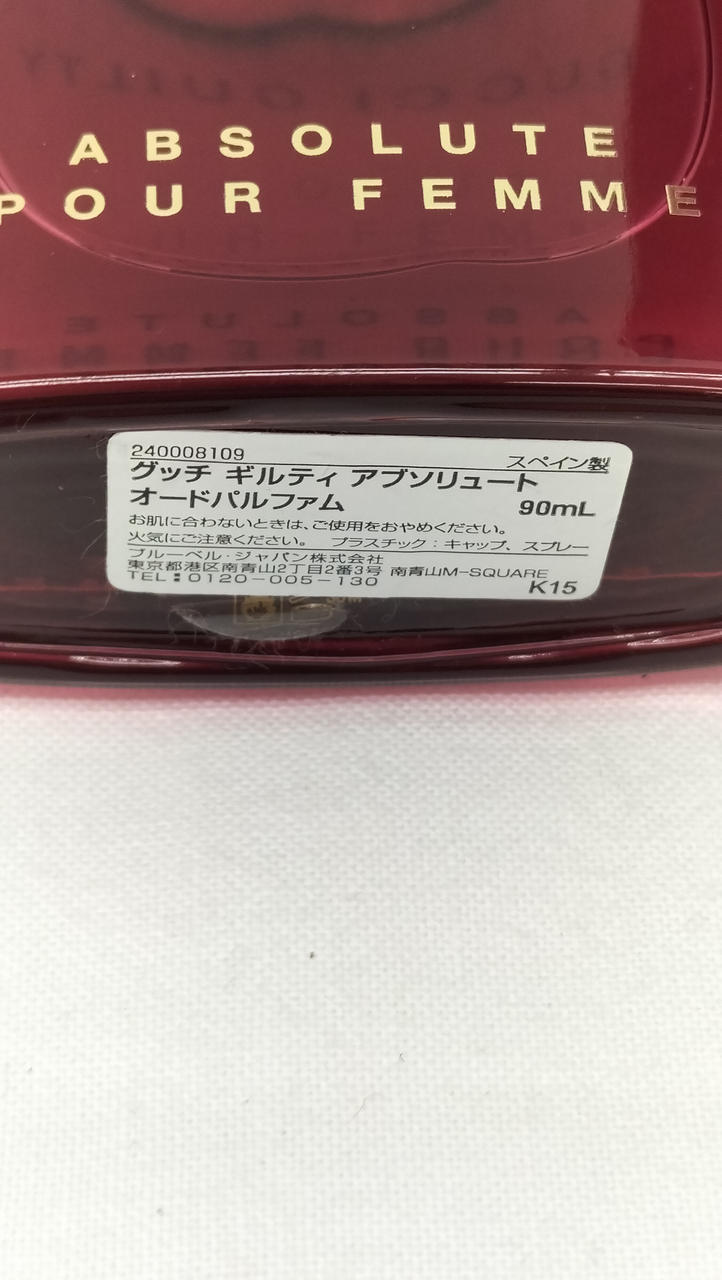 ABSOLUTE
POUR FEMME
240008109
スペイン製
グッチ ギルティ アブソリュート
オードパルファム 90mL
お肌に合わないときは、ご使用をおやめください。
火気にご注意ください。 プラスチック：キャップ、スプレー
ブルーベル・ジャパン株式会社
東京都港区南青山2丁目2番3号 南青山M-SQUARE
TEL：0120-005-130 K15